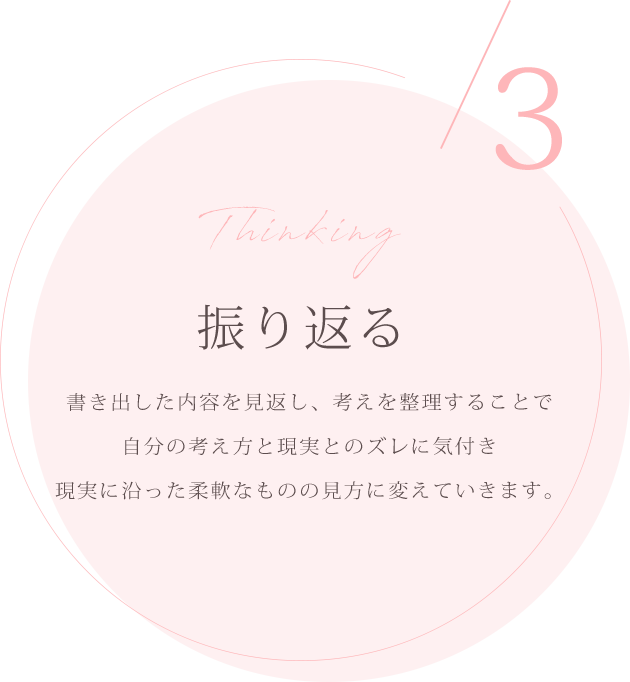 3
Thinking
振り返る
書き出した内容を見返し、考えを整理することで
自分の考え方と現実とのズレに気付き
現実に沿った柔軟なものの見方に変えていきます。